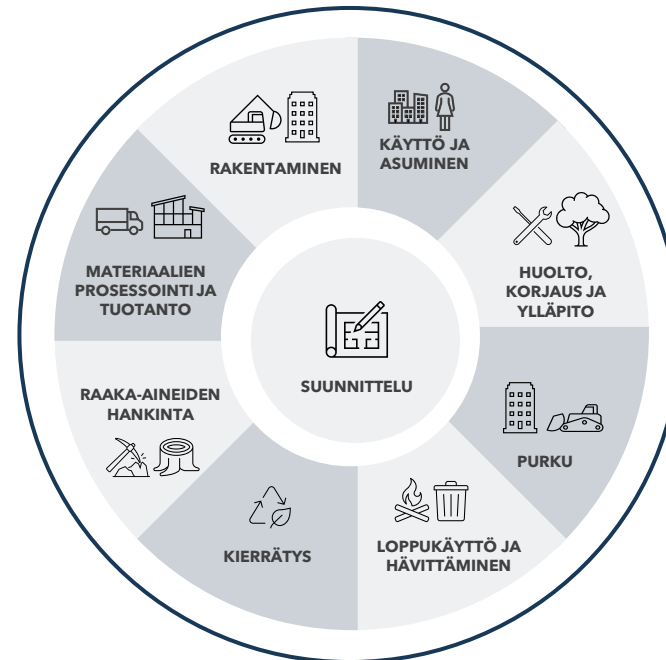 RAKENTAMINEN
KÄYTTÖ JA
ASUMINEN
HUOLTO,
KORJAUS JA
YLLÄPITO
PURKU
LOPPUKÄYTTÖ JA
HÄVITTÄMINEN
KIERRÄTYS
RAAKA-AINEIDEN
HANKINTA
MATERIAALIEN
PROSESSOINTI JA
TUOTANTO
SUUNNITTELU